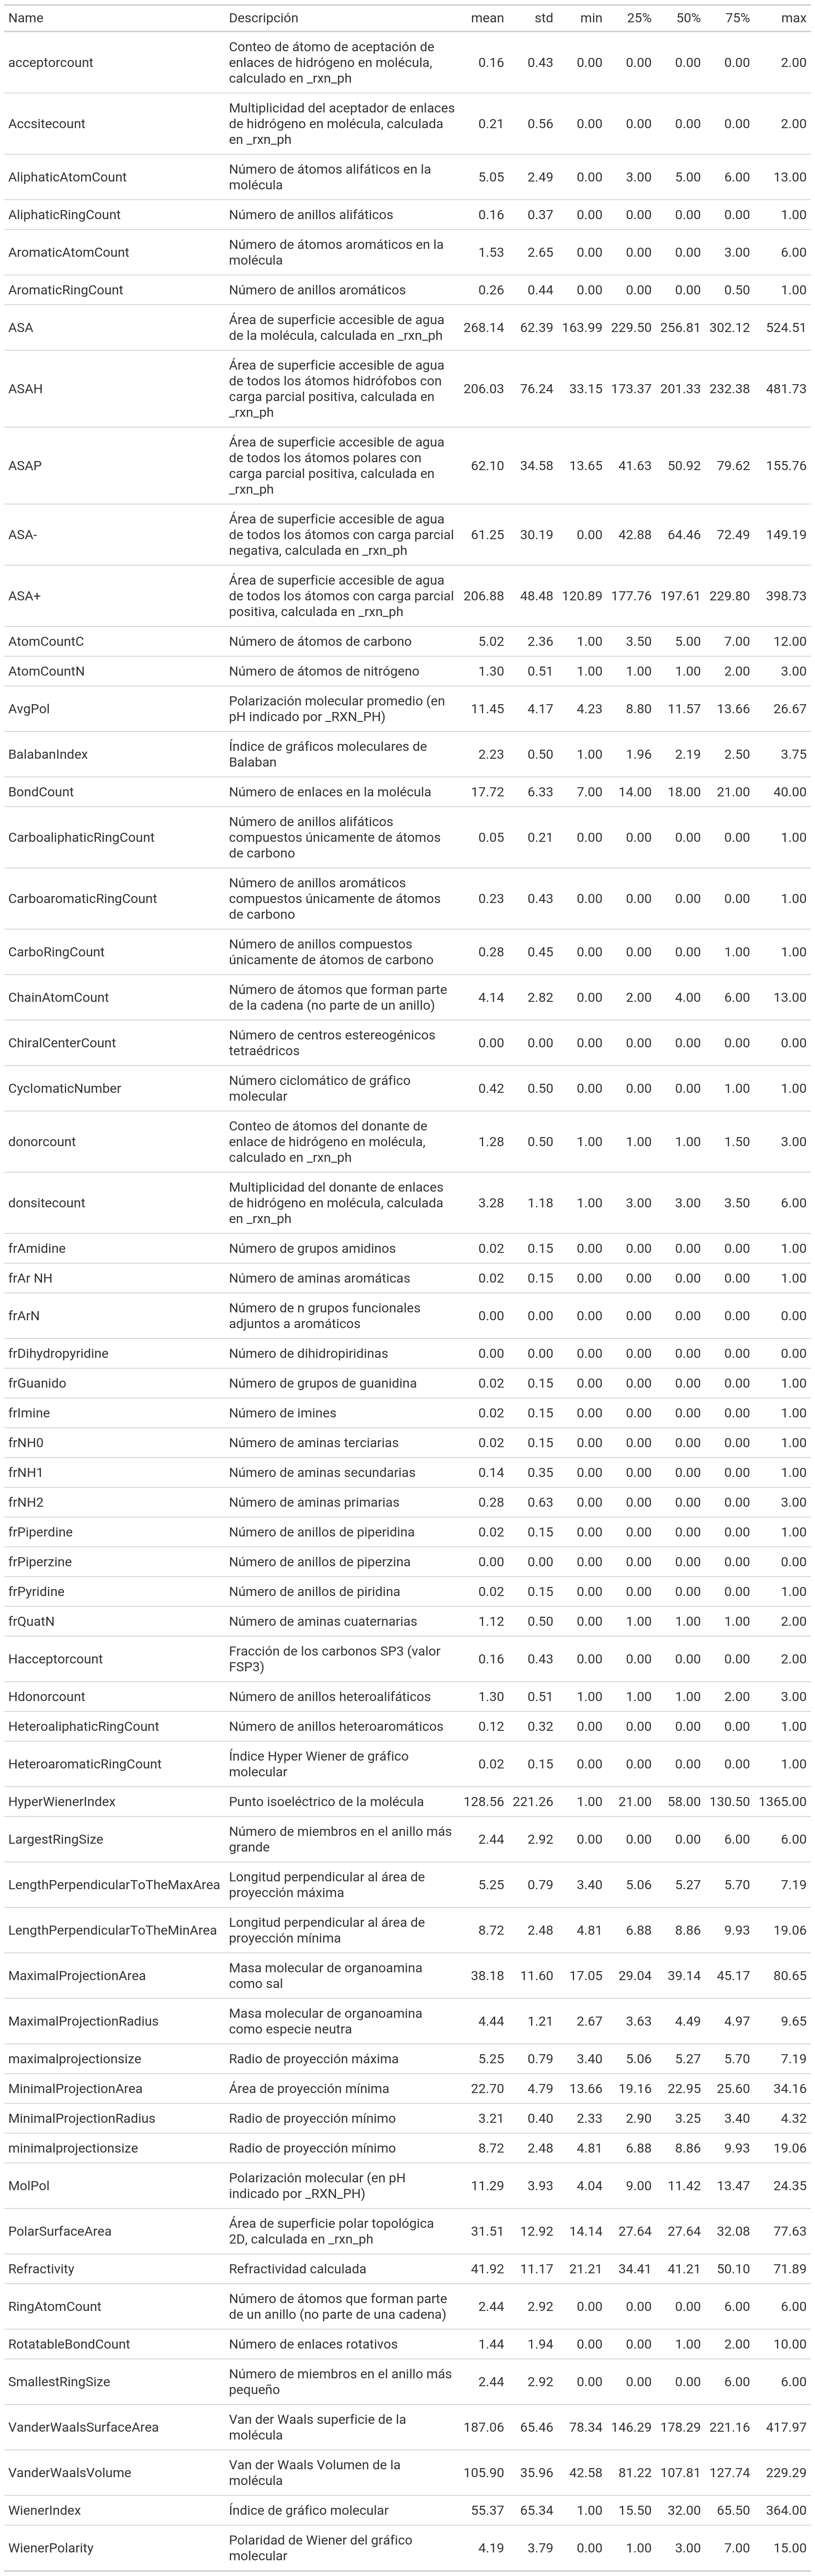 Name Descripción mean std min 25% 50% 75% max
Conteo de átomo de aceptación de
enlaces de hidrógeno en molécula,
calculado en _rxn_ph
acceptorcount 0.16 0.43 0.00 0.00 0.00 0.00 2.00
Multiplicidad del aceptador de enlaces
de hidrógeno en molécula, calculada
en _rxn_ph
Accsitecount 0.21 0.56 0.00 0.00 0.00 0.00 2.00
Número de átomos alifáticos en la
molécula
AliphaticAtomCount 5.05 2.49 0.00 3.00 5.00 6.00 13.00
AliphaticRingCount Número de anillos alifáticos 0.16 0.37 0.00 0.00 0.00 0.00 1.00
Número de átomos aromáticos en la
molécula
AromaticAtomCount 1.53 2.65 0.00 0.00 0.00 3.00 6.00
AromaticRingCount Número de anillos aromáticos 0.26 0.44 0.00 0.00 0.00 0.50 1.00
Área de superficie accesible de agua
de la molécula, calculada en _rxn_ph
ASA 268.14 62.39 163.99 229.50 256.81 302.12 524.51
Área de superficie accesible de agua
de todos los átomos hidrófobos con
carga parcial positiva, calculada en
_rxn_ph
ASAH 206.03 76.24 33.15 173.37 201.33 232.38 481.73
Área de superficie accesible de agua
de todos los átomos polares con
carga parcial positiva, calculada en
_rxn_ph
ASAP 62.10 34.58 13.65 41.63 50.92 79.62 155.76
Área de superficie accesible de agua
de todos los átomos con carga parcial
negativa, calculada en _rxn_ph
ASA- 61.25 30.19 0.00 42.88 64.46 72.49 149.19
Área de superficie accesible de agua
de todos los átomos con carga parcial
positiva, calculada en _rxn_ph
ASA+ 206.88 48.48 120.89 177.76 197.61 229.80 398.73
AtomCountC Número de átomos de carbono 5.02 2.36 1.00 3.50 5.00 7.00 12.00
AtomCountN Número de átomos de nitrógeno 1.30 0.51 1.00 1.00 1.00 2.00 3.00
Polarización molecular promedio (en
pH indicado por _RXN_PH)
AvgPol 11.45 4.17 4.23 8.80 11.57 13.66 26.67
Índice de gráficos moleculares de
Balaban
BalabanIndex 2.23 0.50 1.00 1.96 2.19 2.50 3.75
BondCount Número de enlaces en la molécula 17.72 6.33 7.00 14.00 18.00 21.00 40.00
Número de anillos alifáticos
compuestos únicamente de átomos
de carbono
CarboaliphaticRingCount 0.05 0.21 0.00 0.00 0.00 0.00 1.00
Número de anillos aromáticos
compuestos únicamente de átomos
de carbono
CarboaromaticRingCount 0.23 0.43 0.00 0.00 0.00 0.00 1.00
Número de anillos compuestos
únicamente de átomos de carbono
CarboRingCount 0.28 0.45 0.00 0.00 0.00 1.00 1.00
Número de átomos que forman parte
de la cadena (no parte de un anillo)
ChainAtomCount 4.14 2.82 0.00 2.00 4.00 6.00 13.00
Número de centros estereogénicos
tetraédricos
ChiralCenterCount 0.00 0.00 0.00 0.00 0.00 0.00 0.00
Número ciclomático de gráfico
molecular
CyclomaticNumber 0.42 0.50 0.00 0.00 0.00 1.00 1.00
Conteo de átomos del donante de
enlace de hidrógeno en molécula,
calculado en _rxn_ph
donorcount 1.28 0.50 1.00 1.00 1.00 1.50 3.00
Multiplicidad del donante de enlaces
de hidrógeno en molécula, calculada
en _rxn_ph
donsitecount 3.28 1.18 1.00 3.00 3.00 3.50 6.00
frAmidine Número de grupos amidinos 0.02 0.15 0.00 0.00 0.00 0.00 1.00
frAr NH Número de aminas aromáticas 0.02 0.15 0.00 0.00 0.00 0.00 1.00
Número de n grupos funcionales
adjuntos a aromáticos
frArN 0.00 0.00 0.00 0.00 0.00 0.00 0.00
frDihydropyridine Número de dihidropiridinas 0.00 0.00 0.00 0.00 0.00 0.00 0.00
frGuanido Número de grupos de guanidina 0.02 0.15 0.00 0.00 0.00 0.00 1.00
frImine Número de imines 0.02 0.15 0.00 0.00 0.00 0.00 1.00
frNH0 Número de aminas terciarias 0.02 0.15 0.00 0.00 0.00 0.00 1.00
frNH1 Número de aminas secundarias 0.14 0.35 0.00 0.00 0.00 0.00 1.00
frNH2 Número de aminas primarias 0.28 0.63 0.00 0.00 0.00 0.00 3.00
frPiperdine Número de anillos de piperidina 0.02 0.15 0.00 0.00 0.00 0.00 1.00
frPiperzine Número de anillos de piperzina 0.00 0.00 0.00 0.00 0.00 0.00 0.00
frPyridine Número de anillos de piridina 0.02 0.15 0.00 0.00 0.00 0.00 1.00
frQuatN Número de aminas cuaternarias 1.12 0.50 0.00 1.00 1.00 1.00 2.00
Fracción de los carbonos SP3 (valor
FSP3)
Hacceptorcount 0.16 0.43 0.00 0.00 0.00 0.00 2.00
Hdonorcount Número de anillos heteroalifáticos 1.30 0.51 1.00 1.00 1.00 2.00 3.00
HeteroaliphaticRingCount Número de anillos heteroaromáticos 0.12 0.32 0.00 0.00 0.00 0.00 1.00
Índice Hyper Wiener de gráfico
molecular
HeteroaromaticRingCount 0.02 0.15 0.00 0.00 0.00 0.00 1.00
HyperWienerIndex Punto isoeléctrico de la molécula 128.56 221.26 1.00 21.00 58.00 130.50 1365.00
Número de miembros en el anillo más
grande
LargestRingSize 2.44 2.92 0.00 0.00 0.00 6.00 6.00
Longitud perpendicular al área de
proyección máxima
LengthPerpendicularToTheMaxArea 5.25 0.79 3.40 5.06 5.27 5.70 7.19
Longitud perpendicular al área de
proyección mínima
LengthPerpendicularToTheMinArea 8.72 2.48 4.81 6.88 8.86 9.93 19.06
Masa molecular de organoamina
como sal
MaximalProjectionArea 38.18 11.60 17.05 29.04 39.14 45.17 80.65
Masa molecular de organoamina
como especie neutra
MaximalProjectionRadius 4.44 1.21 2.67 3.63 4.49 4.97 9.65
maximalprojectionsize Radio de proyección máxima 5.25 0.79 3.40 5.06 5.27 5.70 7.19
MinimalProjectionArea Área de proyección mínima 22.70 4.79 13.66 19.16 22.95 25.60 34.16
MinimalProjectionRadius Radio de proyección mínimo 3.21 0.40 2.33 2.90 3.25 3.40 4.32
minimalprojectionsize Radio de proyección mínimo 8.72 2.48 4.81 6.88 8.86 9.93 19.06
Polarización molecular (en pH
indicado por _RXN_PH)
MolPol 11.29 3.93 4.04 9.00 11.42 13.47 24.35
Área de superficie polar topológica
2D, calculada en _rxn_ph
PolarSurfaceArea 31.51 12.92 14.14 27.64 27.64 32.08 77.63
Refractivity Refractividad calculada 41.92 11.17 21.21 34.41 41.21 50.10 71.89
Número de átomos que forman parte
de un anillo (no parte de una cadena)
RingAtomCount 2.44 2.92 0.00 0.00 0.00 6.00 6.00
RotatableBondCount Número de enlaces rotativos 1.44 1.94 0.00 0.00 1.00 2.00 10.00
Número de miembros en el anillo más
pequeño
SmallestRingSize 2.44 2.92 0.00 0.00 0.00 6.00 6.00
Van der Waals superficie de la
molécula
VanderWaalsSurfaceArea 187.06 65.46 78.34 146.29 178.29 221.16 417.97
Van der Waals Volumen de la
molécula
VanderWaalsVolume 105.90 35.96 42.58 81.22 107.81 127.74 229.29
WienerIndex Índice de gráfico molecular 55.37 65.34 1.00 15.50 32.00 65.50 364.00
Polaridad de Wiener del gráfico
molecular
WienerPolarity 4.19 3.79 0.00 1.00 3.00 7.00 15.00